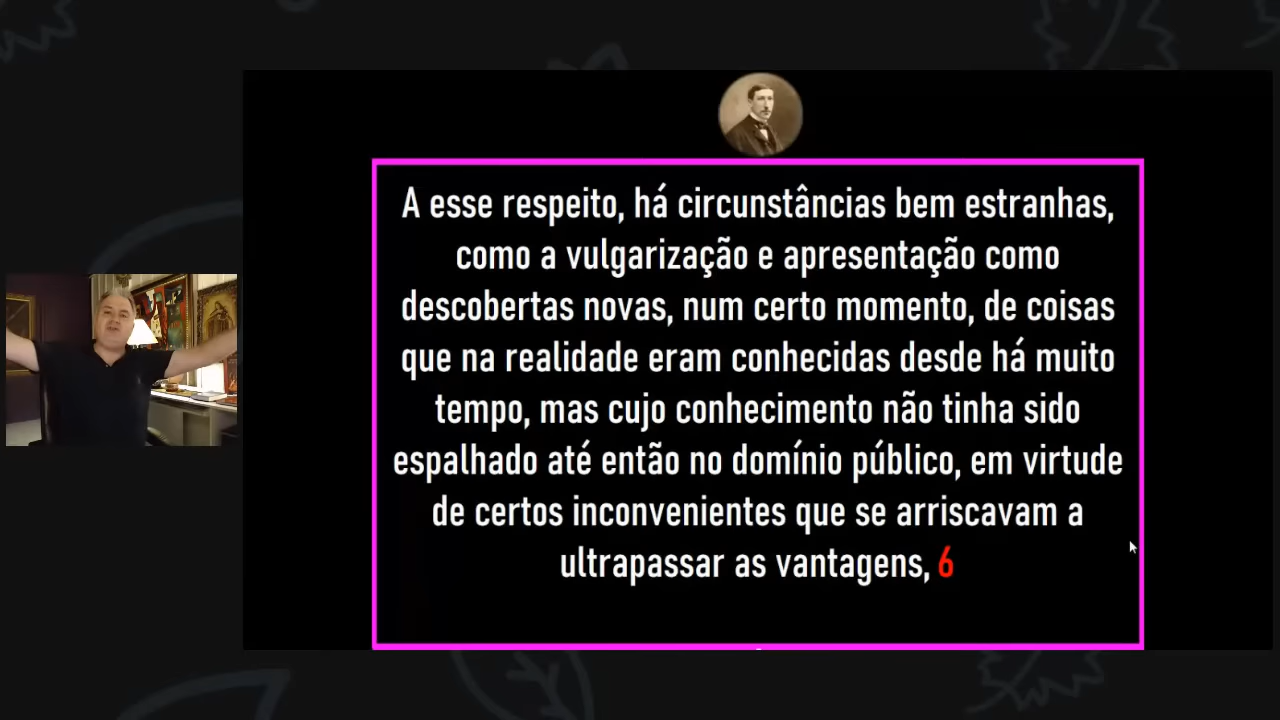 A esse respeito, há circunstâncias bem estranhas,
como a vulgarização e apresentação como
descobertas novas, num certo momento, de coisas
que na realidade eram conhecidas desde há muito
tempo, mas cujo conhecimento não tinha sido
espalhado até então no domínio público, em virtude
de certos inconvenientes que se arriscavam a
ultrapassar as vantagens, 6